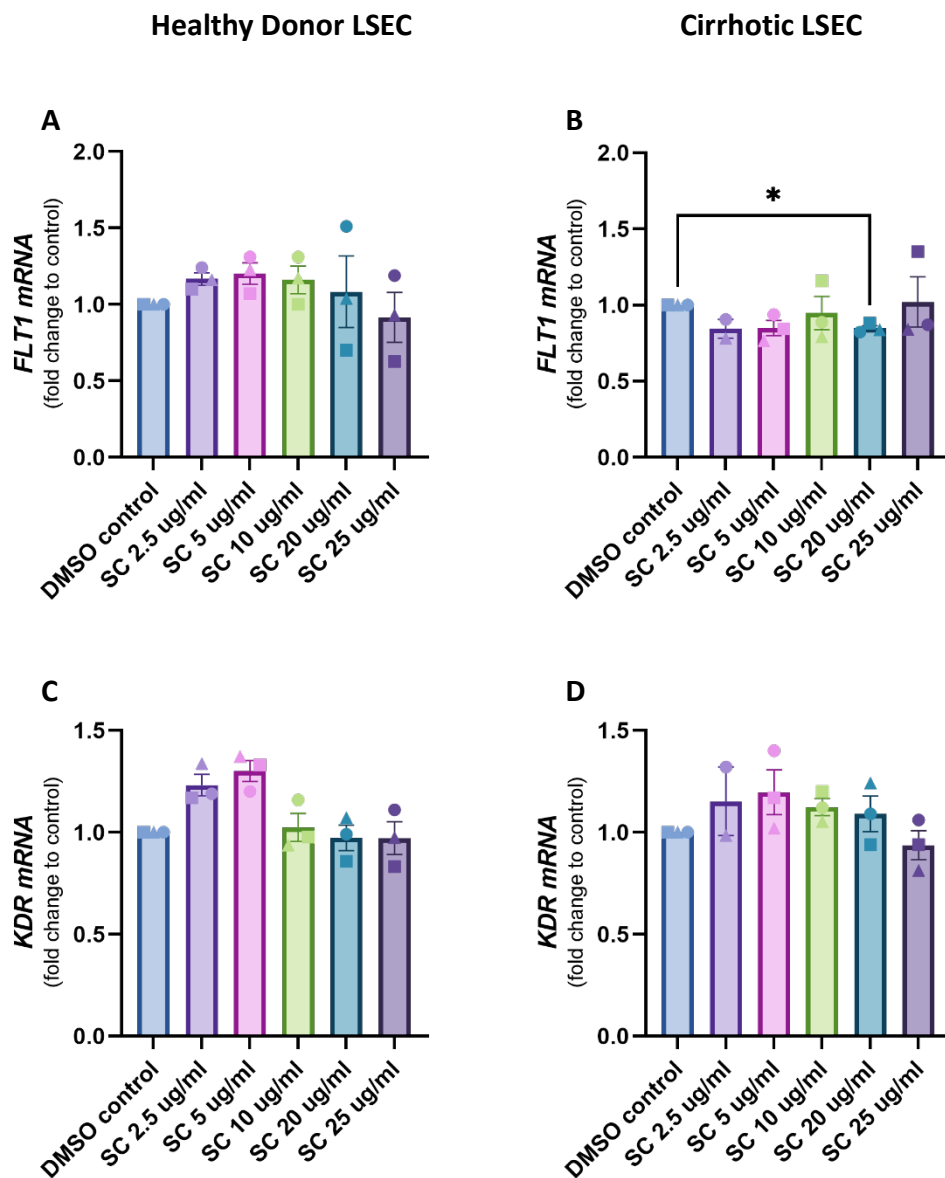 Healthy Donor LSEC
Cirrhotic LSEC
A
FLT1 mRNA
(fold change to control)
2.0
1.5
1.0
0.5
0.0
DMSO control
SC 2.5 ug/ml
SC 5 ug/ml
SC 10 ug/ml
SC 20 ug/ml
SC 25 ug/ml
B
FLT1 mRNA
(fold change to control)
2.0
1.5
1.0
0.5
0.0
*
DMSO control
SC 2.5 ug/ml
SC 5 ug/ml
SC 10 ug/ml
SC 20 ug/ml
SC 25 ug/ml
C
KDR mRNA
(fold change to control)
1.5
1.0
0.5
0.0
DMSO control
SC 2.5 ug/ml
SC 5 ug/ml
SC 10 ug/ml
SC 20 ug/ml
SC 25 ug/ml
D
KDR mRNA
(fold change to control)
1.5
1.0
0.5
0.0
DMSO control
SC 2.5 ug/ml
SC 5 ug/ml
SC 10 ug/ml
SC 20 ug/ml
SC 25 ug/ml